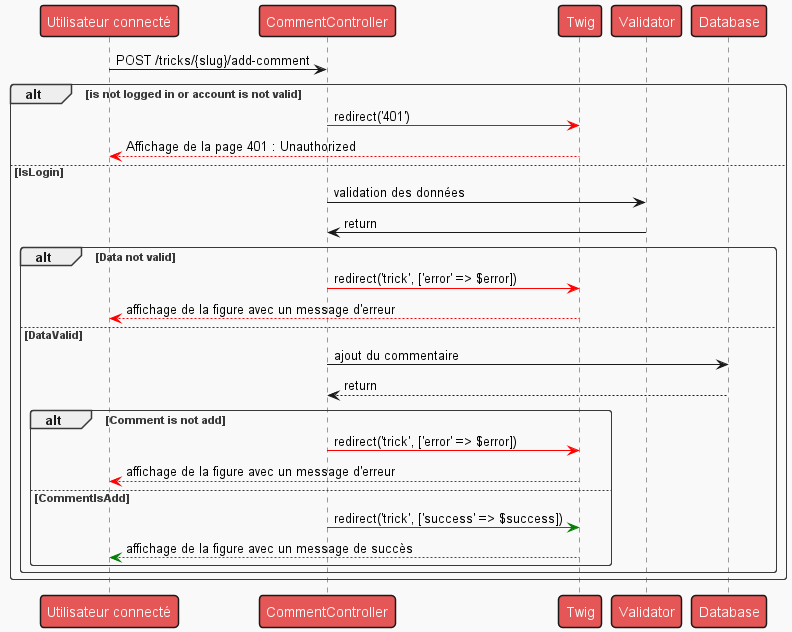 Utilisateur connecté
CommentController
Twig
Validator
Database
POST /tricks/{slug}/add-comment
alt
[is not logged in or account is not valid]
redirect('401')
Affichage de la page 401 : Unauthorized
[IsLogin]
validation des données
return
alt
[Data not valid]
redirect('trick', ['error' => $error])
affichage de la figure avec un message d'erreur
[DataValid]
ajout du commentaire
return
alt
[Comment is not add]
redirect('trick', ['error' => $error])
affichage de la figure avec un message d'erreur
[CommentIsAdd]
redirect('trick', ['success' => $success])
affichage de la figure avec un message de succès
Utilisateur connecté
CommentController
Twig
Validator
Database